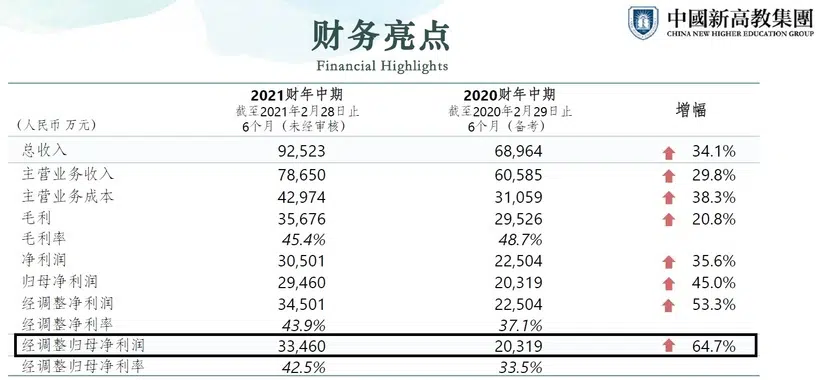 财务亮点
Financial Highlights
中國新高教集團
CHINA NEW HIGHER EDUCATION GROUP
(人民币 万元) 2021财年中期 截至2021年2月28日止 6个月(未经审核) 2020财年中期 截至2020年2月29日止 6个月(备考) 增幅
总收入 92,523 68,964 34.1%
主营业务收入 78,650 60,585 29.8%
主营业务成本 42,974 31,059 38.3%
毛利 35,676 29,526 20.8%
毛利率 45.4% 48.7%
净利润 30,501 22,504 35.6%
归母净利润 29,460 20,319 45.0%
经调整净利润 34,501 22,504 53.3%
经调整净利率 43.9% 37.1%
经调整归母净利润 33,460 20,319 64.7%
经调整归母净利率 42.5% 33.5%